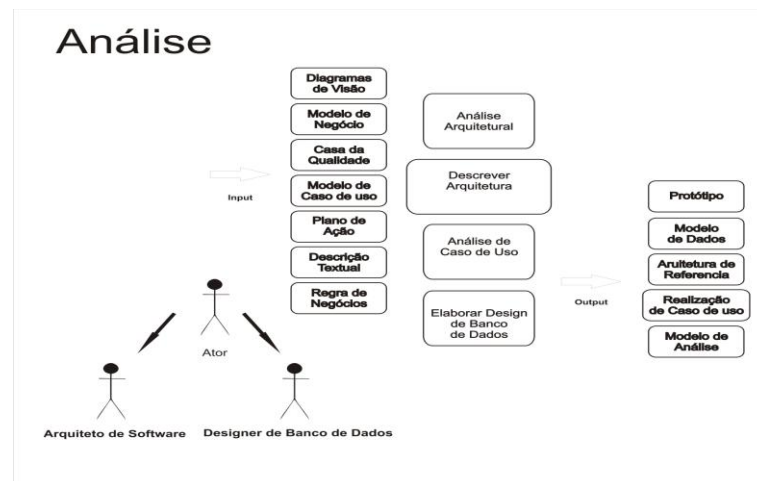 Análise
Diagramas
de Visão
Modelo de
Negócio
Casa da
Qualidade
Modelo de
Caso de uso
Plano de
Ação
Descrição
Textual
Regra de
Negócios
Input
Análise
Arquitetural
Descrever
Arquitetura
Análise de
Caso de Uso
Elaborar Design
de Banco
de Dados
Output
Protótipo
Modelo
de Dados
Aruitetura de
Referencia
Realização
de Caso de uso
Modelo de
Análise
Ator
Arquiteto de Software
Designer de Banco de Dados